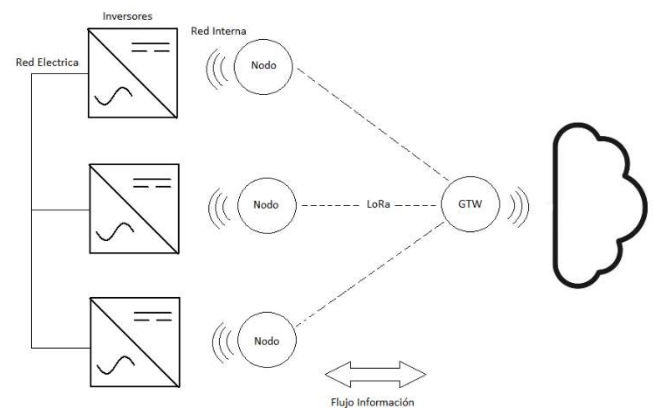 Inversores
Red Interna
Red Electrica
Nodo
Nodo
LoRa
GTW
Nodo
Flujo Información